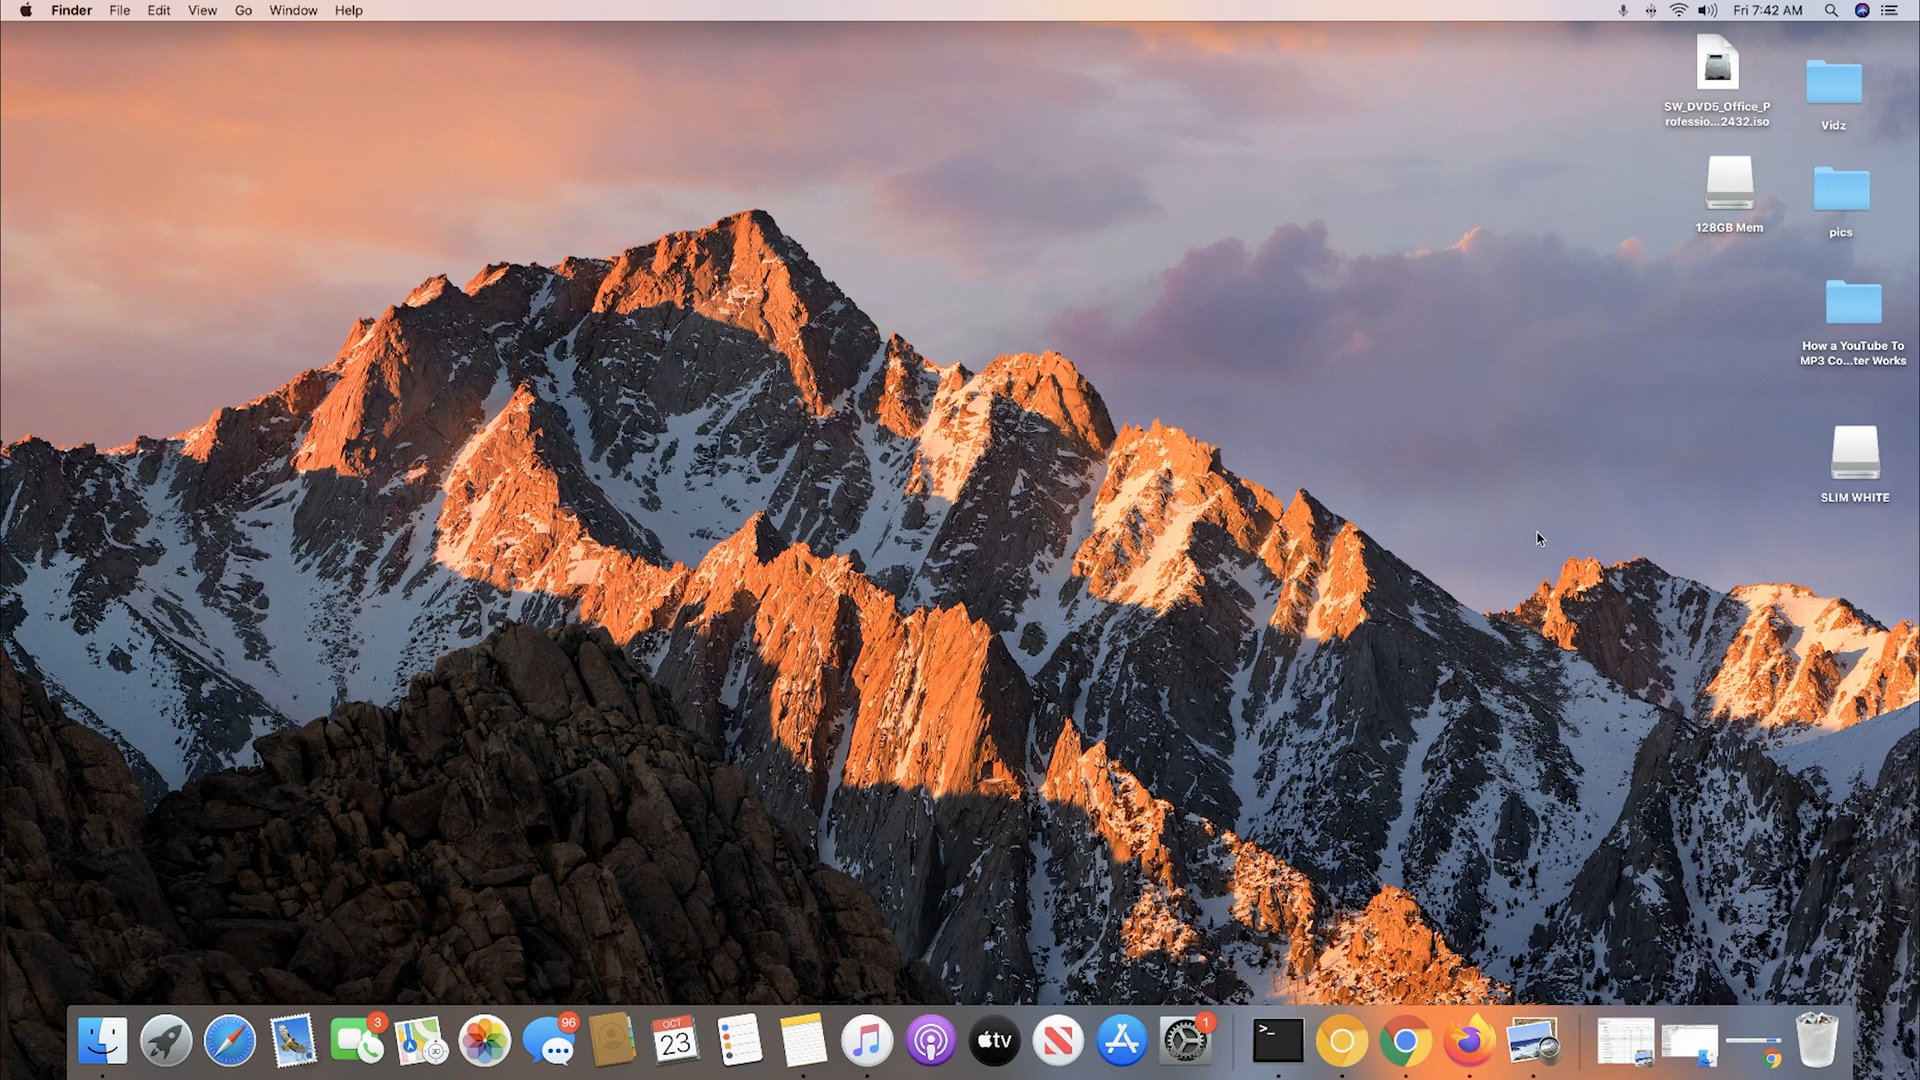 Finder File Edit View Go Window Help
Fri 7:42 AM
SW_DVD5_Office_P
rofessio...2432.iso
Vidz
128GB Mem
pics
How a YouTube To
MP3 Co...ter Works
SLIM WHITE
3
96
OCT
23
tv
1
>_